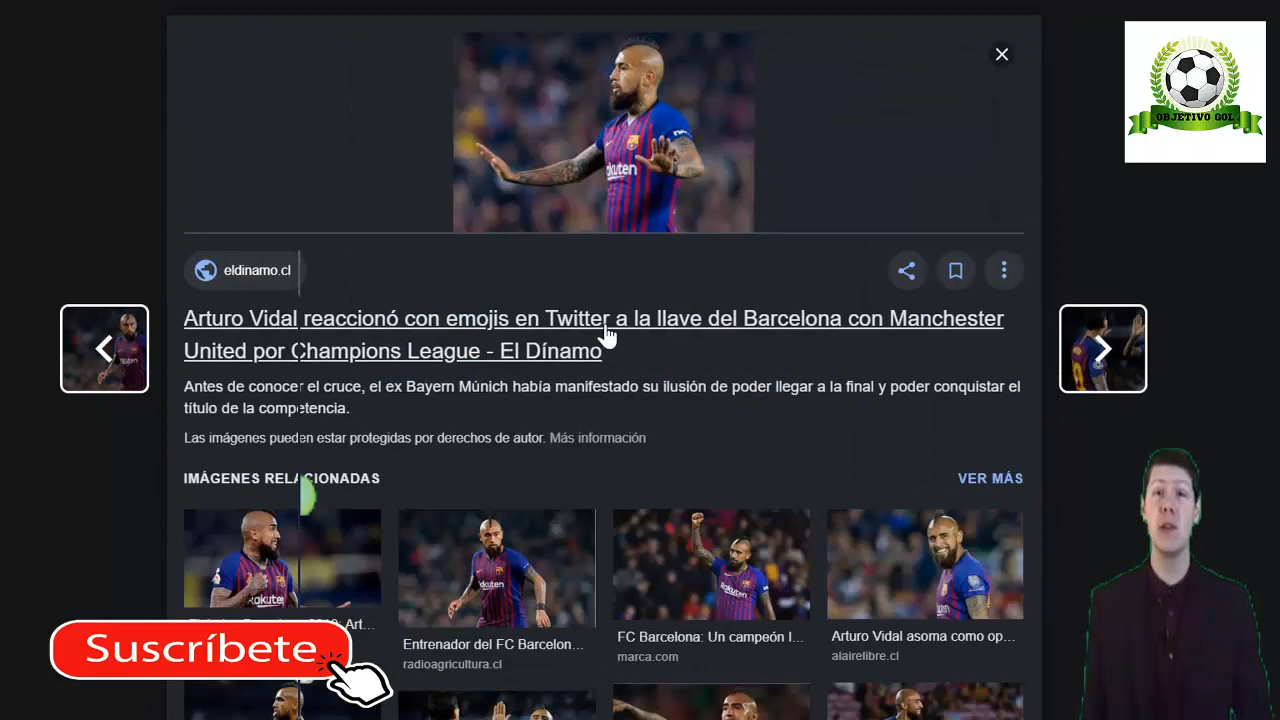 OBJETIVO GOL
eldinamo.cl
Arturo Vidal reaccionó con emojis en Twitter a la llave del Barcelona con Manchester
United por Champions League - El Dínamo
Antes de conocer el cruce, el ex Bayern Múnich había manifestado su ilusión de poder llegar a la final y poder conquistar el
título de la competencia.
Las imágenes pueden estar protegidas por derechos de autor. Más información
IMÁGENES RELACIONADAS
VER MÁS
Entrenador del FC Barcelon...
radioagricultura.cl
FC Barcelona: Un campeón l...
marca.com
Arturo Vidal asoma como op...
alairelibre.cl
Suscríbete
Rakuten